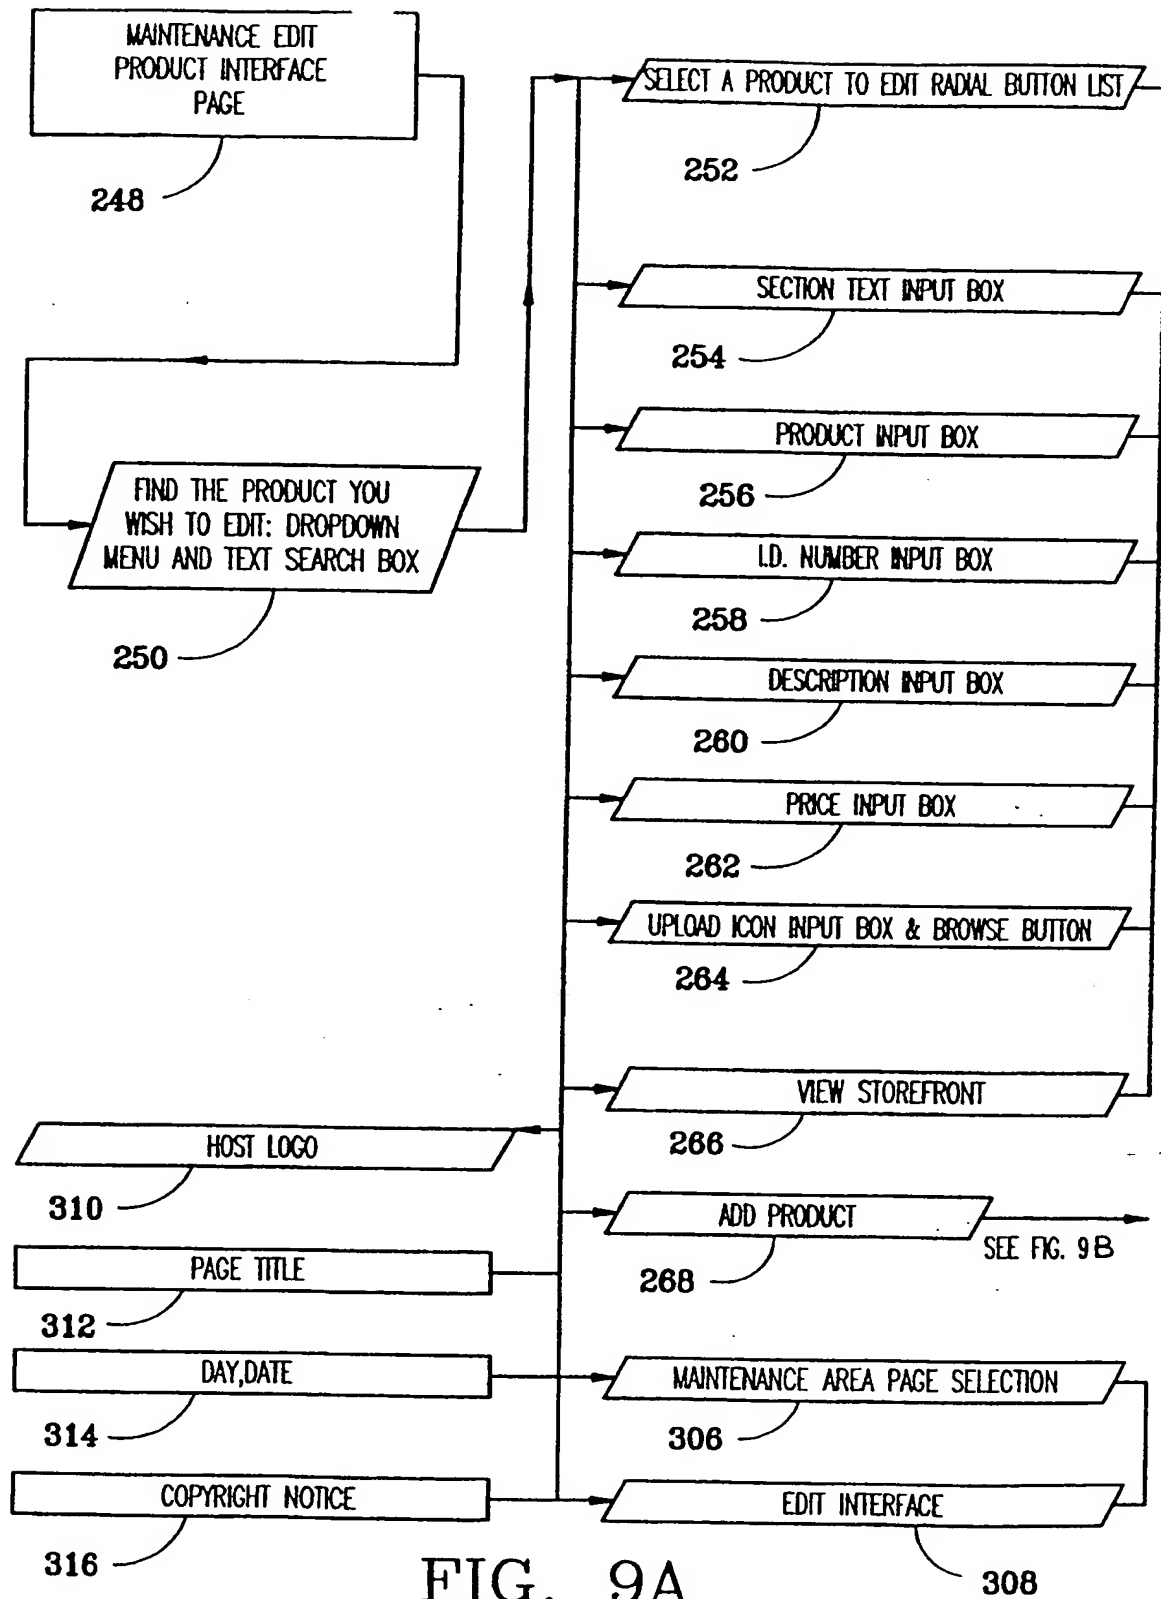 MAINTENANCE EDIT
PRODUCT INTERFACE
PAGE
248
FIND THE PRODUCT YOU
WISH TO EDIT: DROPDOWN
MENU AND TEXT SEARCH BOX
250
SELECT A PRODUCT TO EDIT RADIAL BUTTON LIST
252
SECTION TEXT INPUT BOX
254
PRODUCT INPUT BOX
256
I.D. NUMBER INPUT BOX
258
DESCRIPTION INPUT BOX
260
PRICE INPUT BOX
262
UPLOAD ICON INPUT BOX & BROWSE BUTTON
264
VIEW STOREFRONT
266
ADD PRODUCT
268
SEE FIG. 9B
MAINTENANCE AREA PAGE SELECTION
306
EDIT INTERFACE
308
HOST LOGO
310
PAGE TITLE
312
DAY,DATE
314
COPYRIGHT NOTICE
316
FIG. 9A